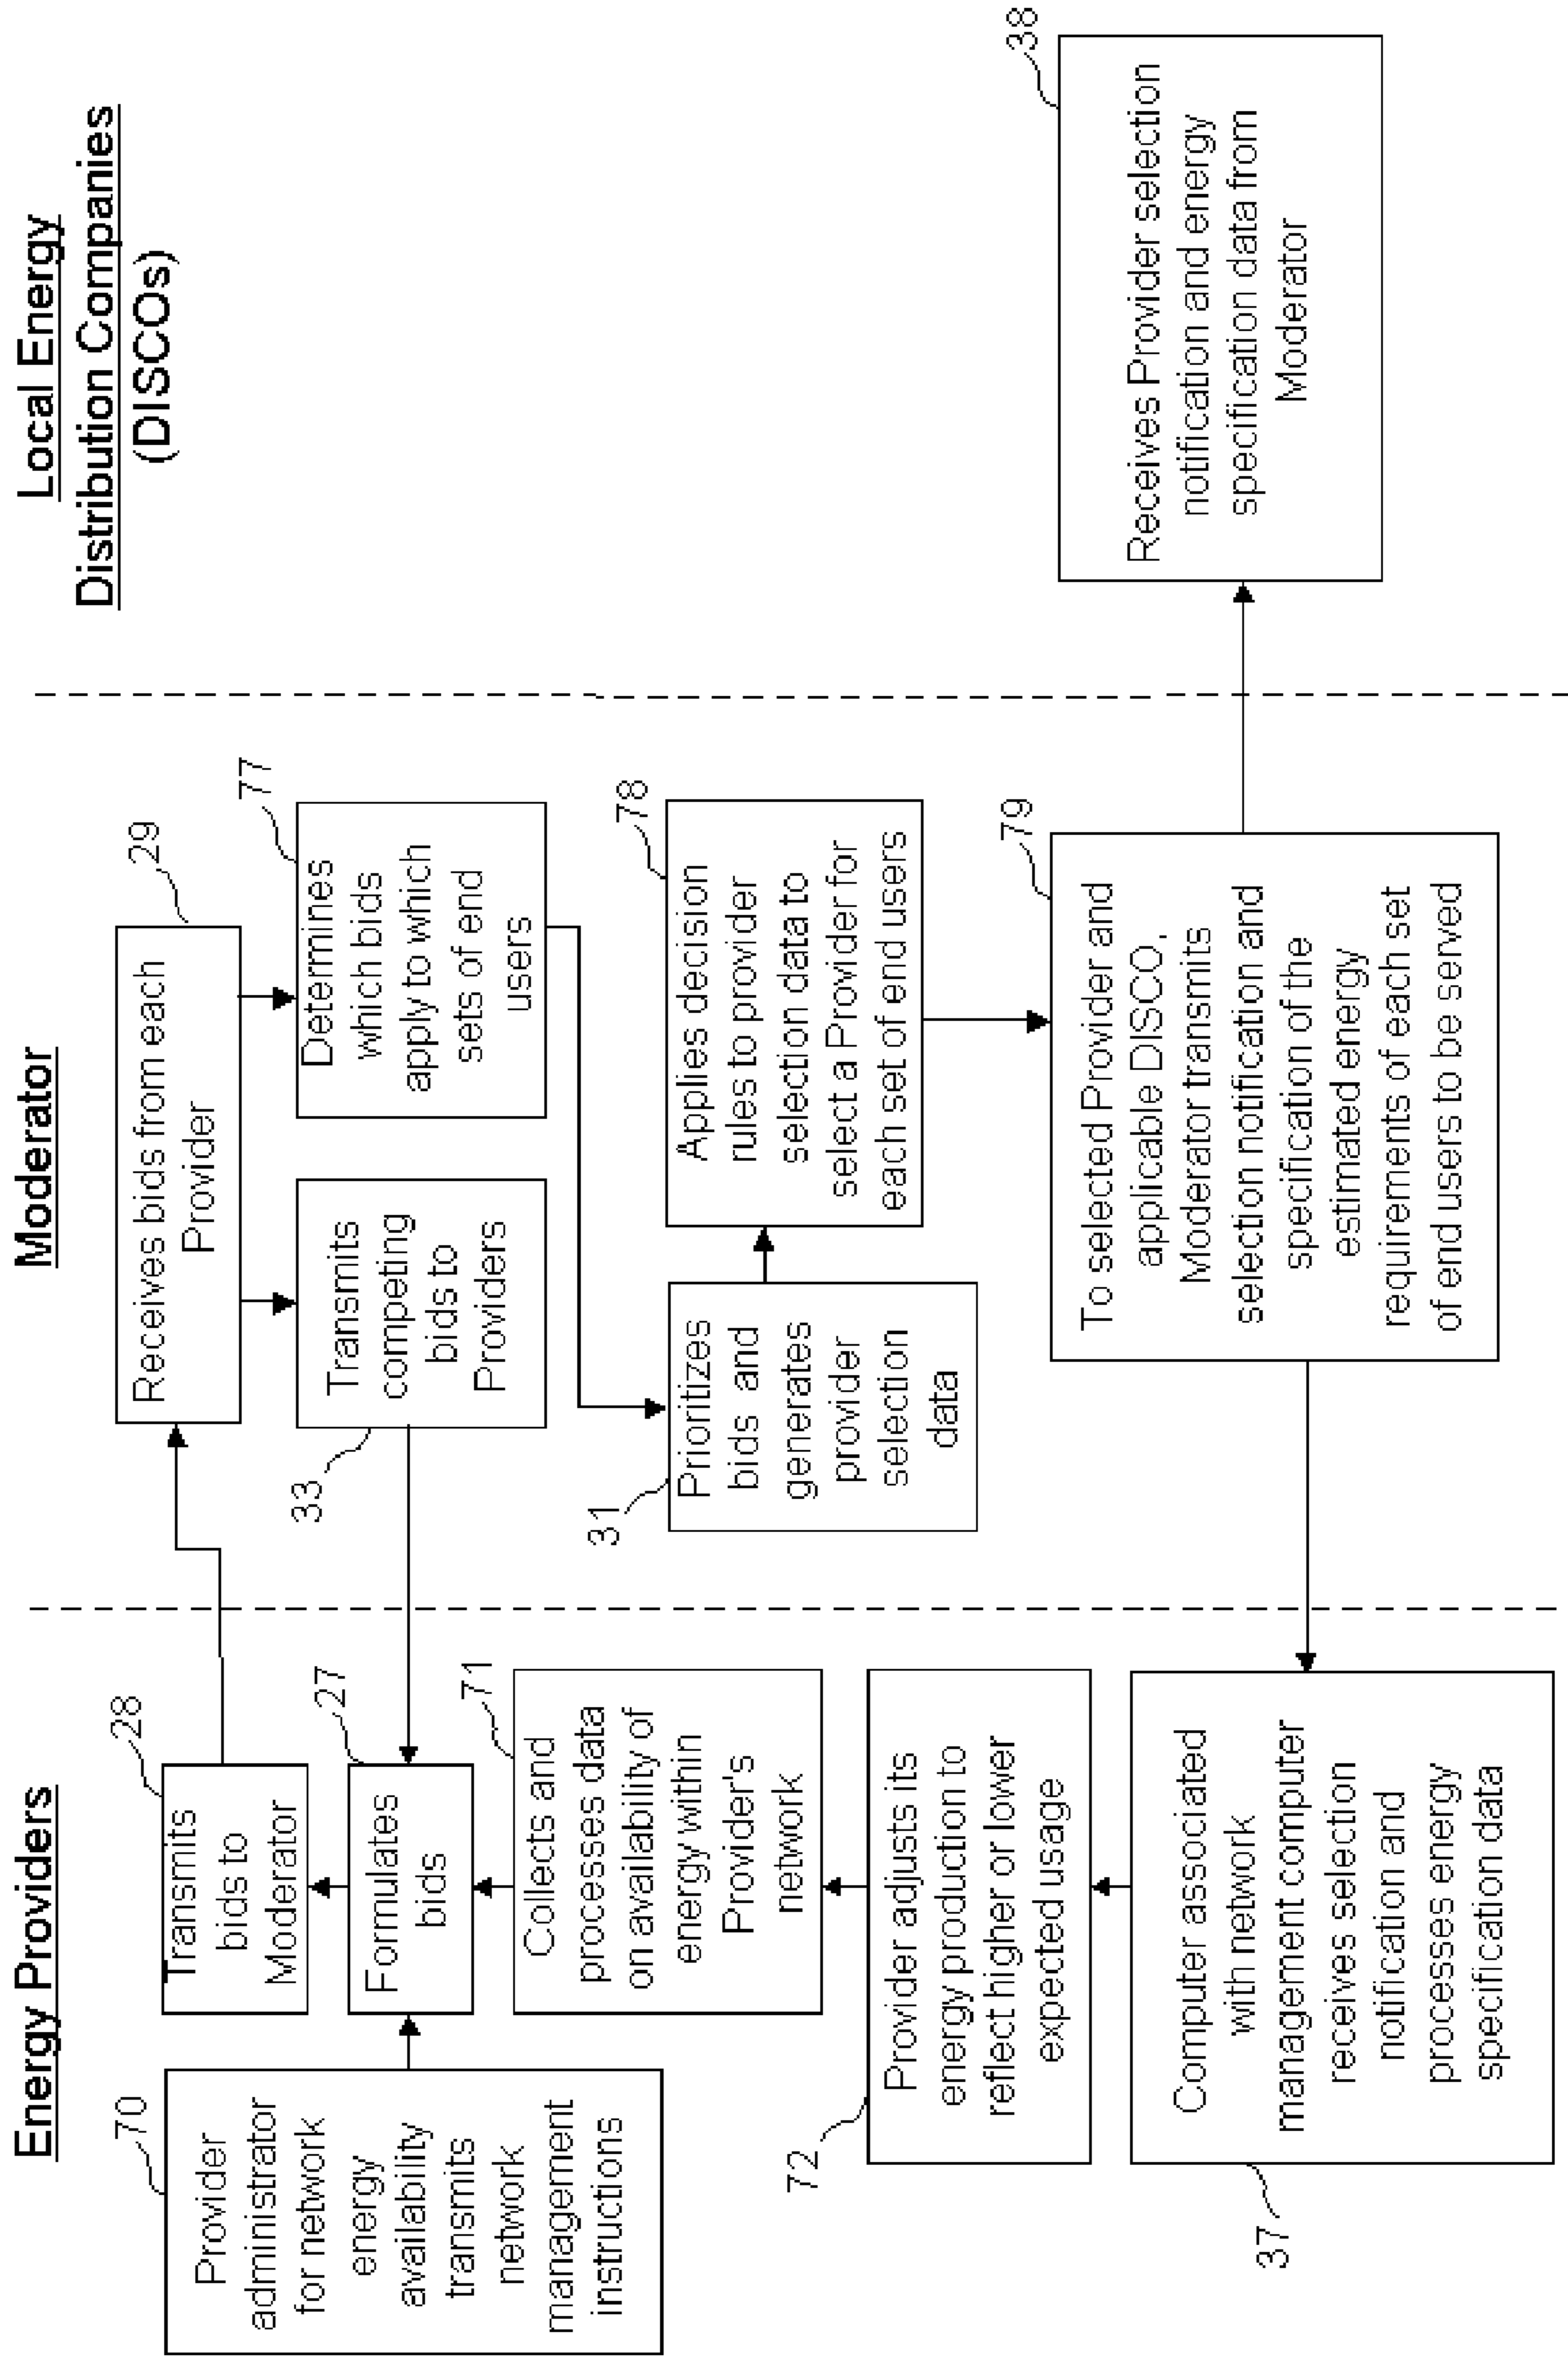 Energy Providers
Moderator
Local Energy
Distribution Companies
(DISCOs)
70
Provider
administrator
for network
energy
availability
transmits
network
management
instructions
28
Transmits
bids to
Moderator
27
Formulates
bids
71
Collects and
processes data
on availability of
energy within
Provider's
network
72
Provider adjusts its
energy production to
reflect higher or lower
expected usage
37
Computer associated
with network
management computer
receives selection
notification and
processes energy
specification data
29
Receives bids from each
Provider
33
Transmits
competing
bids to
Providers
77
Determines
which bids
apply to which
sets of end
users
31
Prioritizes
bids and
generates
provider
selection
data
78
Applies decision
rules to provider
selection data to
select a Provider for
each set of end users
79
To selected Provider and
applicable DISCO,
Moderator transmits
selection notification and
specification of the
estimated energy
requirements of each set
of end users to be served
38
Receives Provider selection
notification and energy
specification data from
Moderator